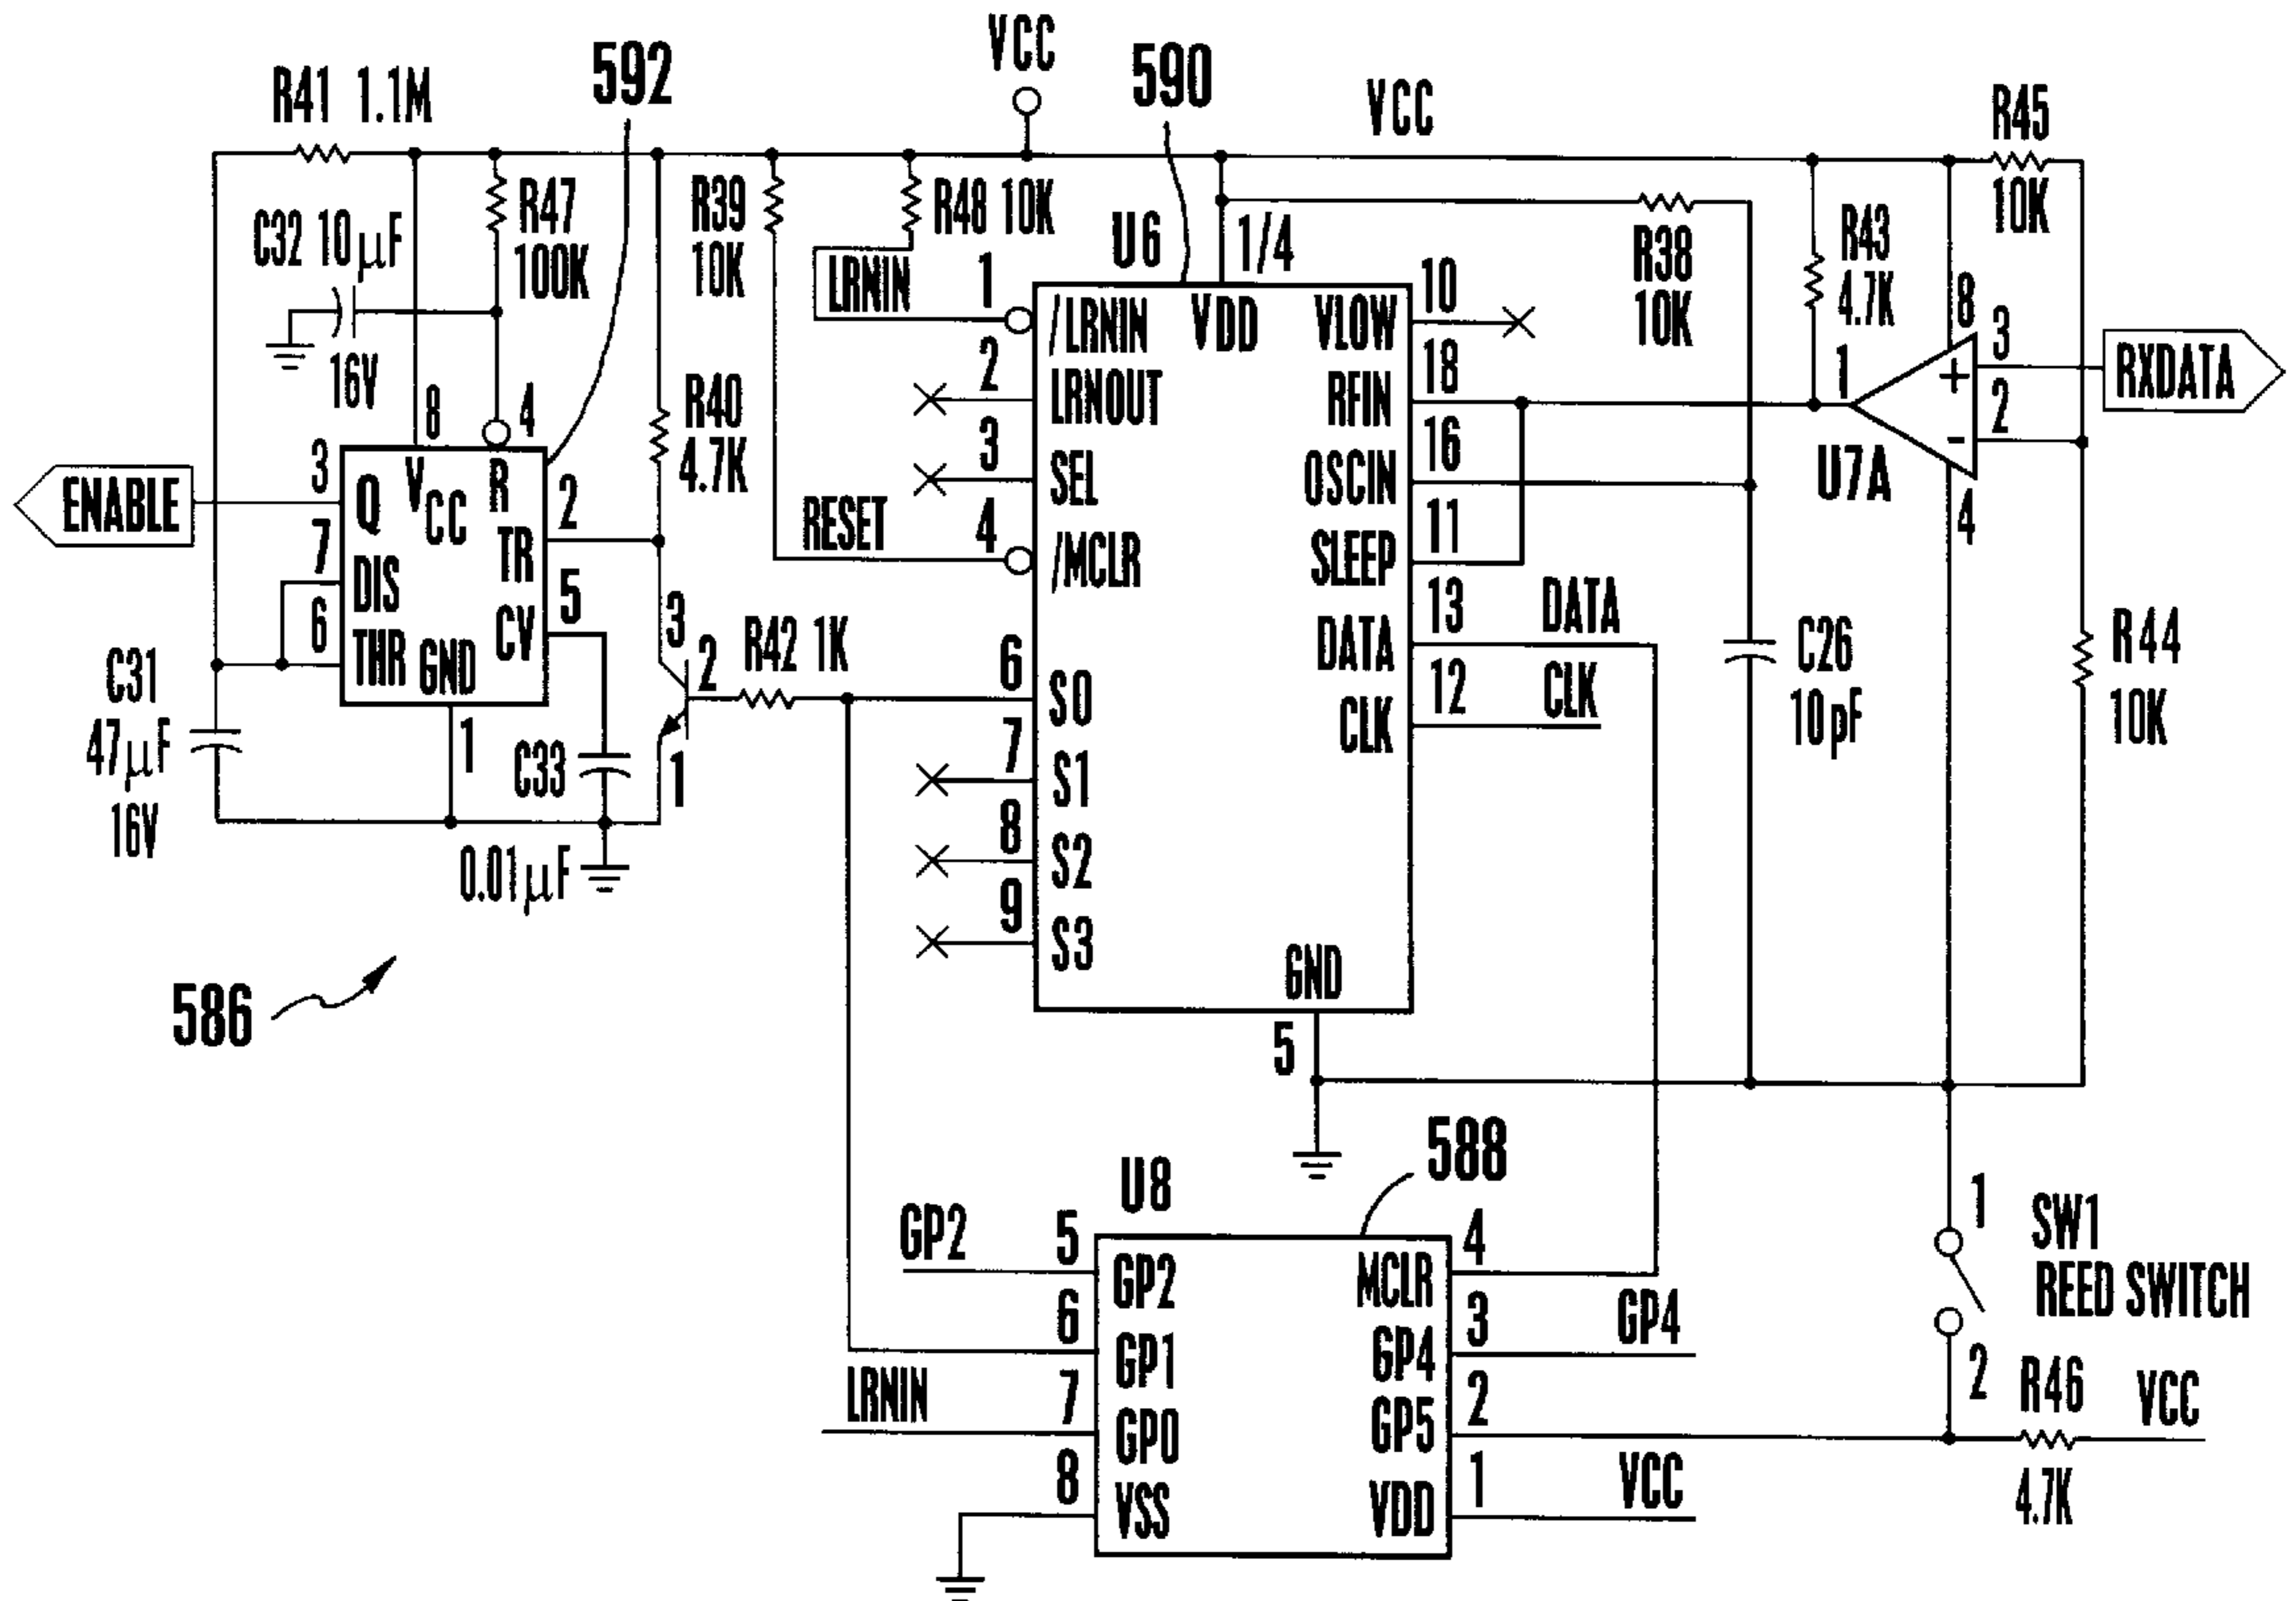 VCC
592
590
R41 1.1M
VCC
R45
10K
R47
100K
C32 10µF
16V
R39
10K
R48 10K
U6
1/4
R38
10K
R43
4.7K
LRNIN
1
/LRNIN
VDD
VLOW
10
2
LRNOUT
RFIN
18
3
SEL
OSCIN
16
RESET
4
/MCLR
SLEEP
11
DATA
13
DATA
6
S0
CLK
12
CLK
7
S1
8
S2
9
S3
GND
5
8
3
+
1
2
-
U7A
4
RXDATA
R40
4.7K
8
4
ENABLE
3
Q
VCC
R
2
7
DIS
TR
6
THR
GND
CV
5
1
C31
47µF
16V
C33
0.01µF
3
2
1
R42 1K
C26
10pF
R44
10K
586
588
U8
GP2
5
GP2
MCLR
4
6
GP1
GP4
3
GP4
LRNIN
7
GP0
GP5
2
8
VSS
VDD
1
VCC
1
SW1
REED SWITCH
2
R46
4.7K
VCC